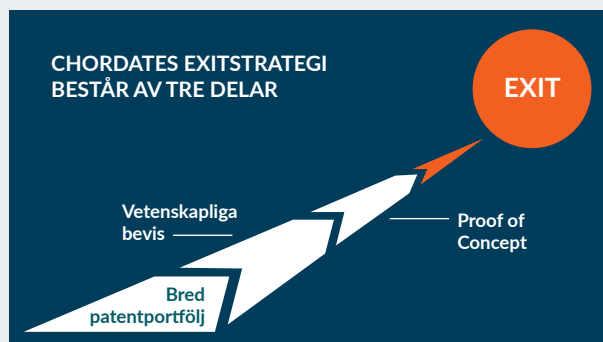 CHORDATES EXITSTRATEGI
BESTÅR AV TRE DELAR
EXIT
Vetenskapliga
bevis
Proof of
Concept
Bred
patentportfölj